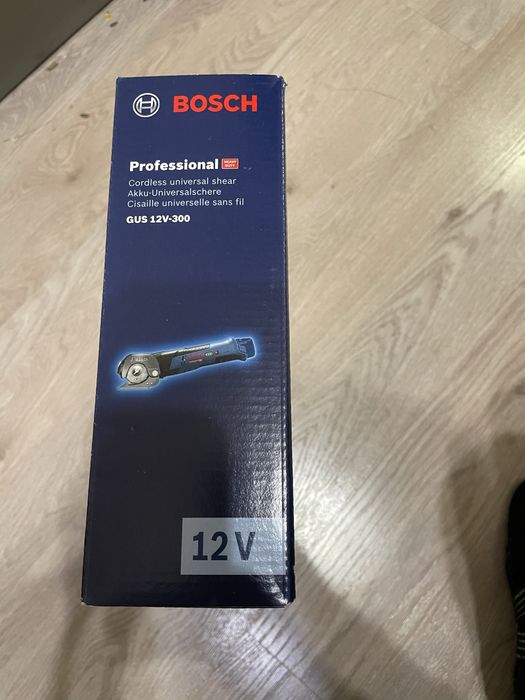 BOSCH
Professional HEAVY DUTY
Cordless universal shear
Akku-Universalschere
Cisaille universelle sans fil
GUS 12V-300
12 V